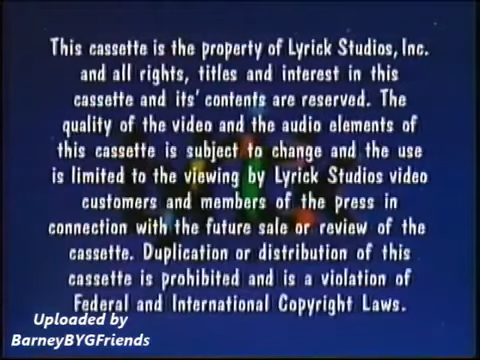 This cassette is the property of Lyrick Studios, Inc.
and all rights, titles and interest in this
cassette and its' contents are reserved. The
quality of the video and the audio elements of
this cassette is subject to change and the use
is limited to the viewing by Lyrick Studios video
customers and members of the press in
connection with the future sale or review of the
cassette. Duplication or distribution of this
cassette is prohibited and is a violation of
Federal and International Copyright Laws.
Uploaded by
BarneyBYGFriends